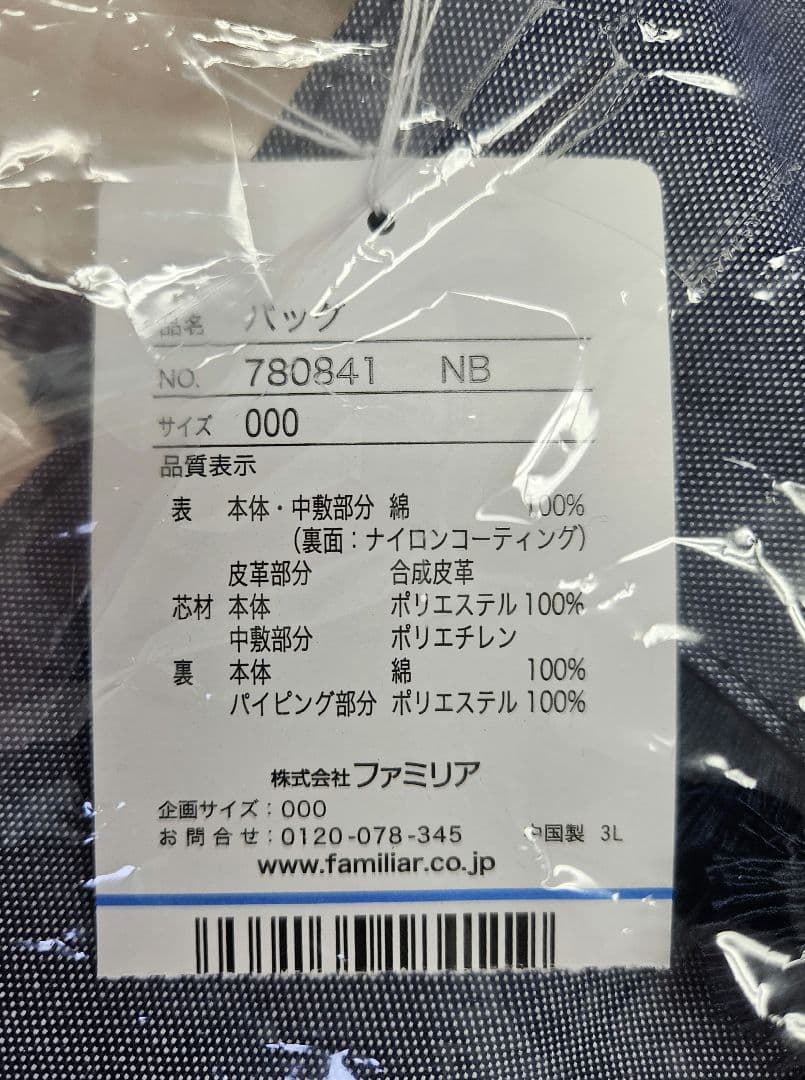 品名 バッグ
NO. 780841 NB
サイズ 000
品質表示
表 本体・中敷部分 綿 100%
（裏面：ナイロンコーティング）
皮革部分 合成皮革
芯材 本体 ポリエステル 100%
中敷部分 ポリエチレン
裏 本体 綿 100%
パイピング部分 ポリエステル 100%
株式会社ファミリア
企画サイズ：000
お問合せ：0120-078-345 中国製 3L
www.familiar.co.jp